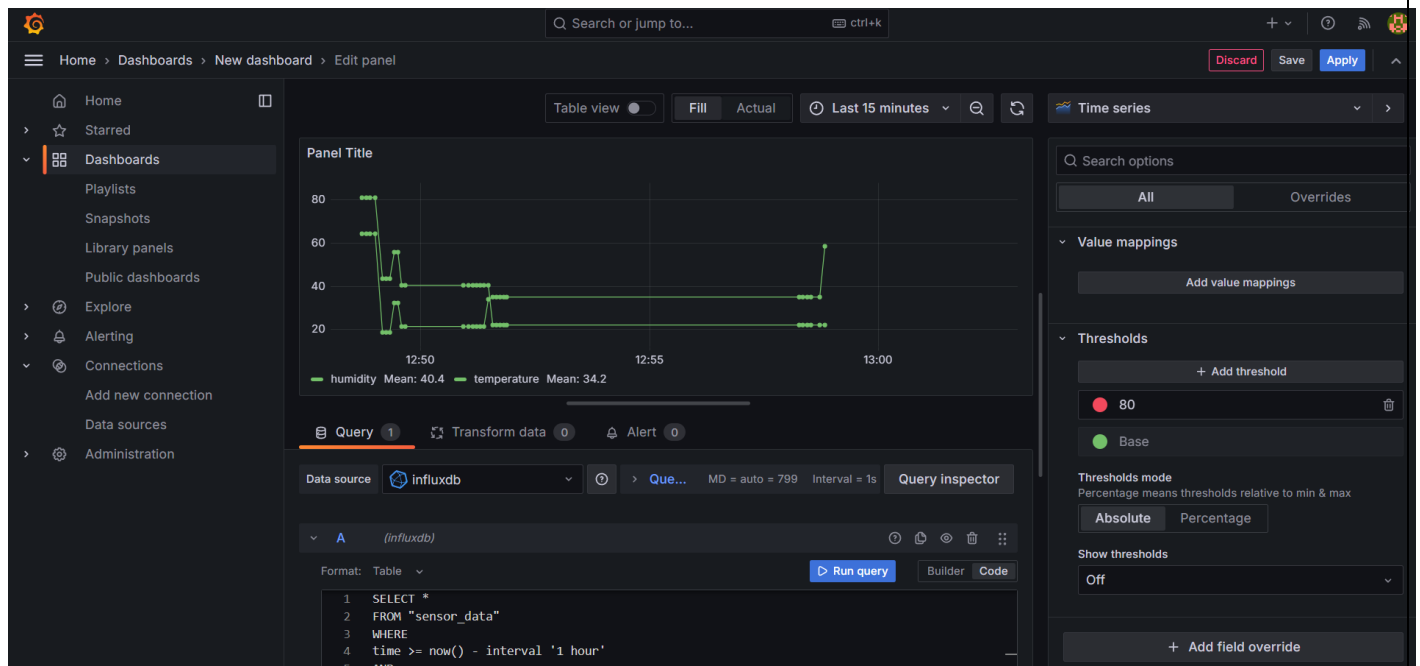 Search or jump to... ctrl+k
Home › Dashboards › New dashboard › Edit panel Discard Save Apply
Home
Starred
Dashboards
Playlists
Snapshots
Library panels
Public dashboards
Explore
Alerting
Connections
Add new connection
Data sources
Administration
Table view Fill Actual Last 15 minutes
Panel Title
80
60
40
20
12:50 12:55 13:00
humidity Mean: 40.4 temperature Mean: 34.2
Query 1 Transform data 0 Alert 0
Data source influxdb Que... MD = auto = 799 Interval = 1s Query inspector
A (influxdb)
Format: Table Run query Builder Code
1 SELECT *
2 FROM "sensor_data"
3 WHERE
4 time >= now() - interval '1 hour'
Time series
Search options
All Overrides
Value mappings
Add value mappings
Thresholds
+ Add threshold
80
Base
Thresholds mode
Percentage means thresholds relative to min & max
Absolute Percentage
Show thresholds
Off
+ Add field override